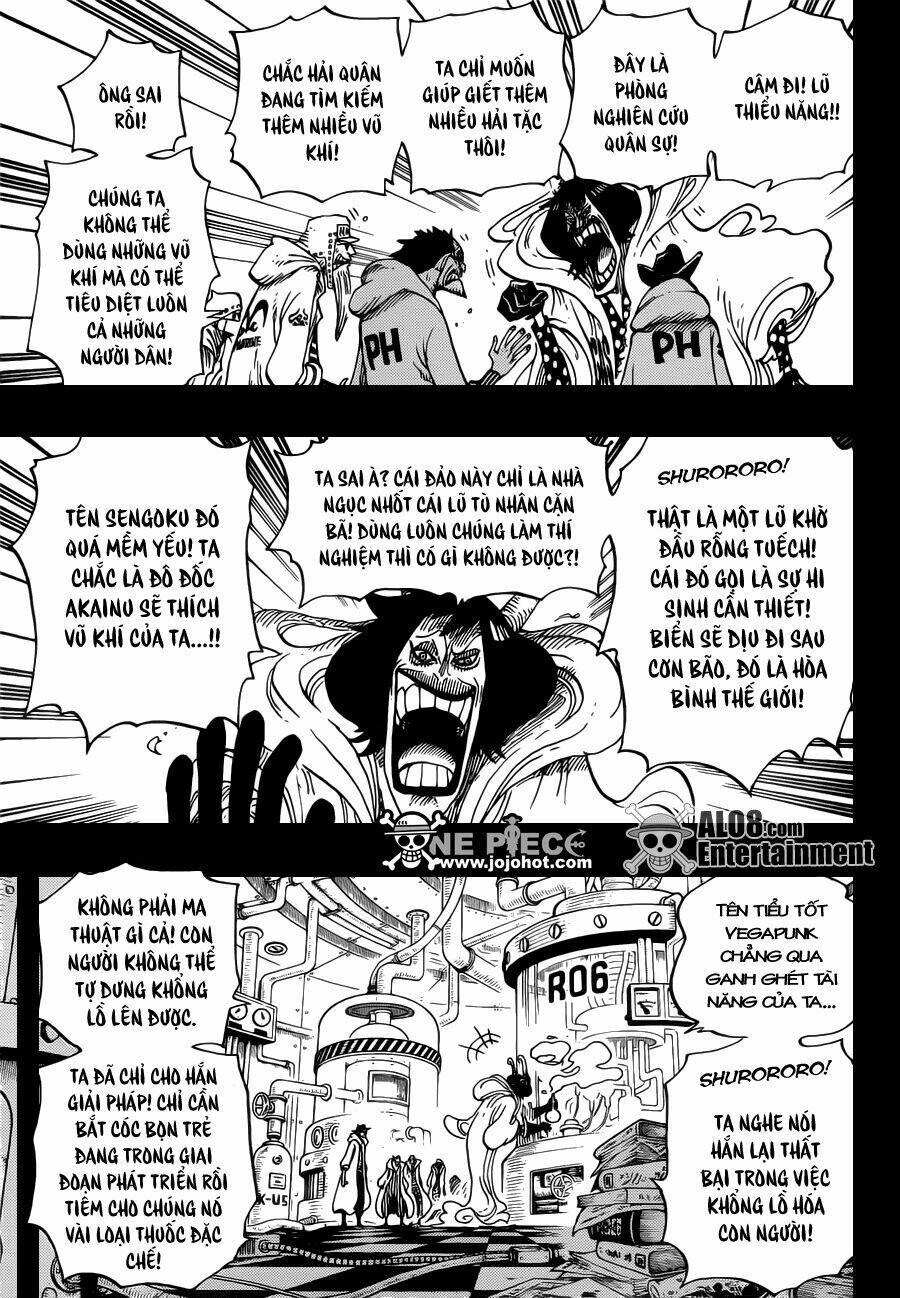 CÂM ĐI! LŨ
THIỂU NĂNG!!
ĐÂY LÀ
PHÒNG
NGHIÊN CỨU
QUÂN SỰ!
TA CHỈ MUỐN
GIÚP GIẾT THÊM
NHIỀU HẢI TẶC
THÔI!
CHẮC HẢI QUÂN
ĐANG TÌM KIẾM
THÊM NHIỀU VŨ
KHÍ!
ÔNG SAI
RỒI!
CHÚNG TA
KHÔNG THỂ
DÙNG NHỮNG VŨ
KHÍ MÀ CÓ THỂ
TIÊU DIỆT LUÔN
CẢ NHỮNG
NGƯỜI DÂN!
PH
PH
SHURORORO!
THẬT LÀ MỘT LŨ KHỜ
ĐẦU RỖNG TUẾCH!
CÁI ĐÓ GỌI LÀ SỰ HI
SINH CẦN THIẾT!
BIỂN SẼ DỊU ĐI SAU
CƠN BÃO, ĐÓ LÀ HÒA
BÌNH THẾ GIỚI!
TA SAI À? CÁI ĐẢO NÀY CHỈ LÀ NHÀ
NGỤC NHỐT CÁI LŨ TÙ NHÂN CẶN
BÃ! DÙNG LUÔN CHÚNG LÀM THÍ
NGHIỆM THÌ CÓ GÌ KHÔNG ĐƯỢC?!
TÊN SENGOKU ĐÓ
QUÁ MỀM YẾU! TA
CHẮC LÀ ĐÔ ĐỐC
AKAINU SẼ THÍCH
VŨ KHÍ CỦA TA...!!
ONE PIECE
www.jojohot.com
ALO8.com
Entertainment
TÊN TIỂU TỐT
VEGAPUNK
CHẲNG QUA
GANH GHÉT TÀI
NĂNG CỦA TA...
SHURORORO!
TA NGHE NÓI
HẮN LẠI THẤT
BẠI TRONG VIỆC
KHỔNG LỒ HÓA
CON NGƯỜI!
R06
K-U5
KHÔNG PHẢI MA
THUẬT GÌ CẢ! CON
NGƯỜI KHÔNG THỂ
TỰ DƯNG KHỔNG
LỒ LÊN ĐƯỢC.
TA ĐÃ CHỈ CHO HẮN
GIẢI PHÁP! CHỈ CẦN
BẮT CÓC BỌN TRẺ
ĐANG TRONG GIAI
ĐOẠN PHÁT TRIỂN RỒI
TIÊM CHO CHÚNG NÓ
VÀI LOẠI THUỐC ĐẶC
CHẾ!